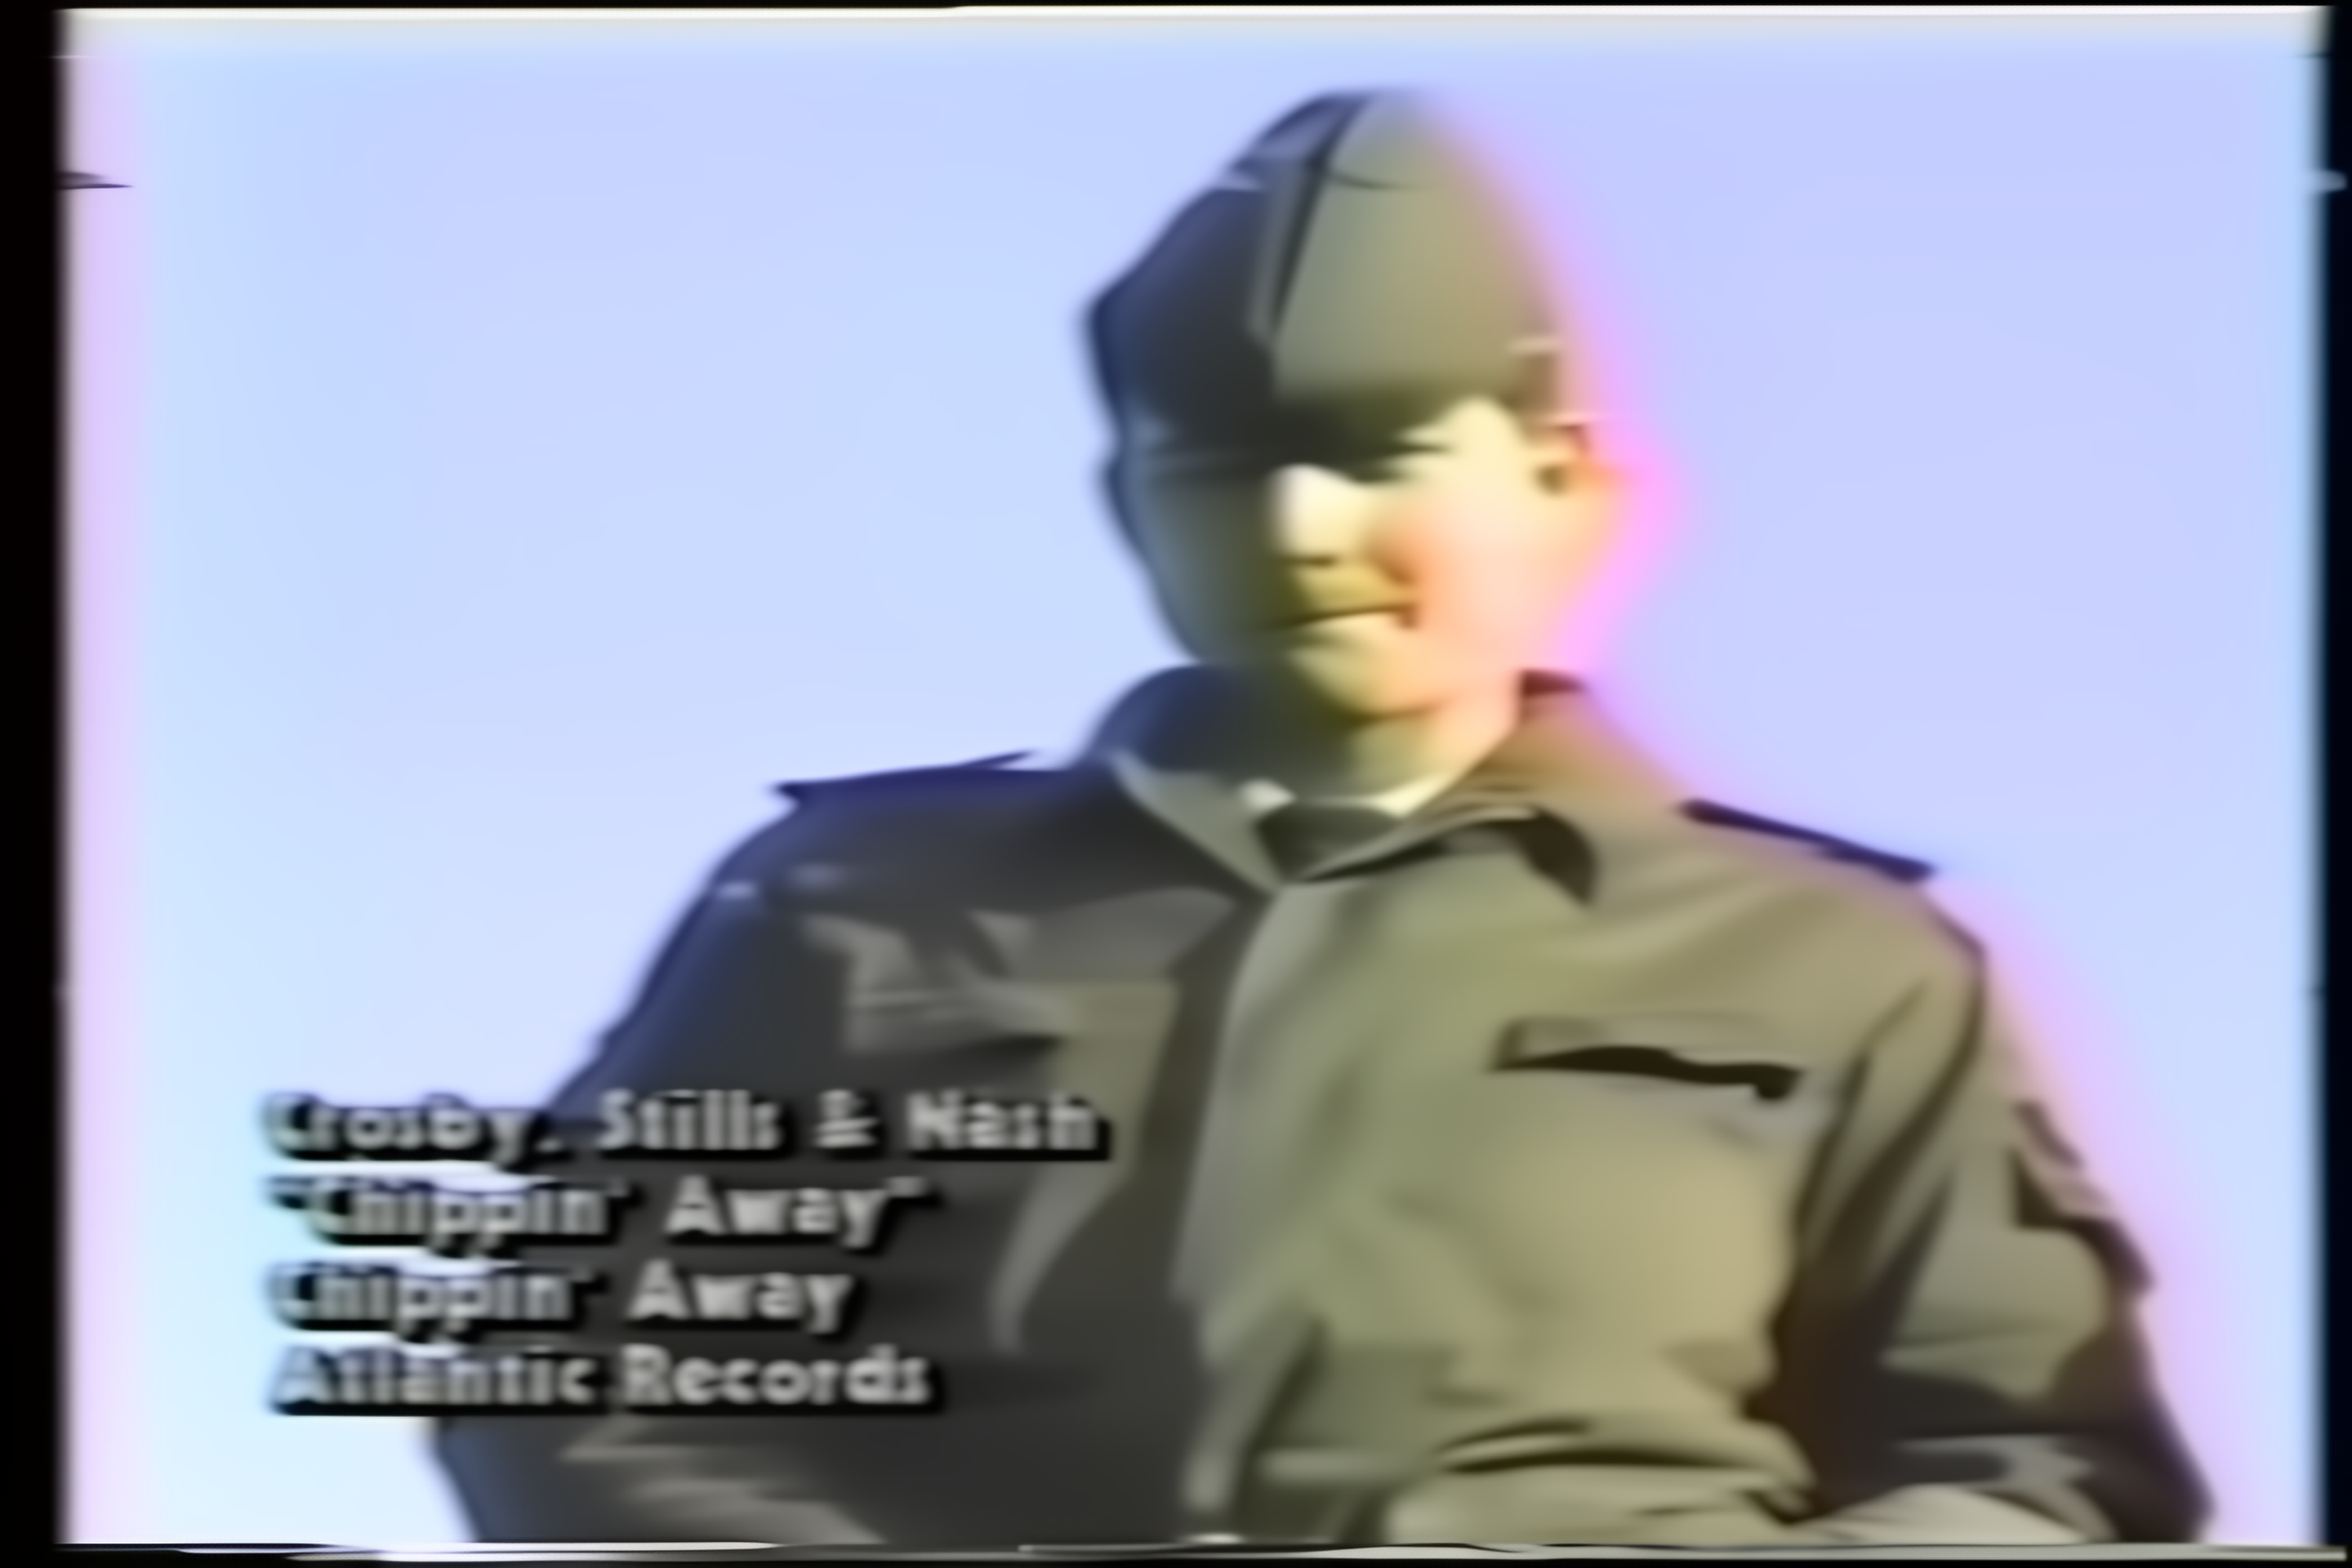 Crosby, Stills & Nash
"Chippin' Away"
Chippin' Away
Atlantic Records